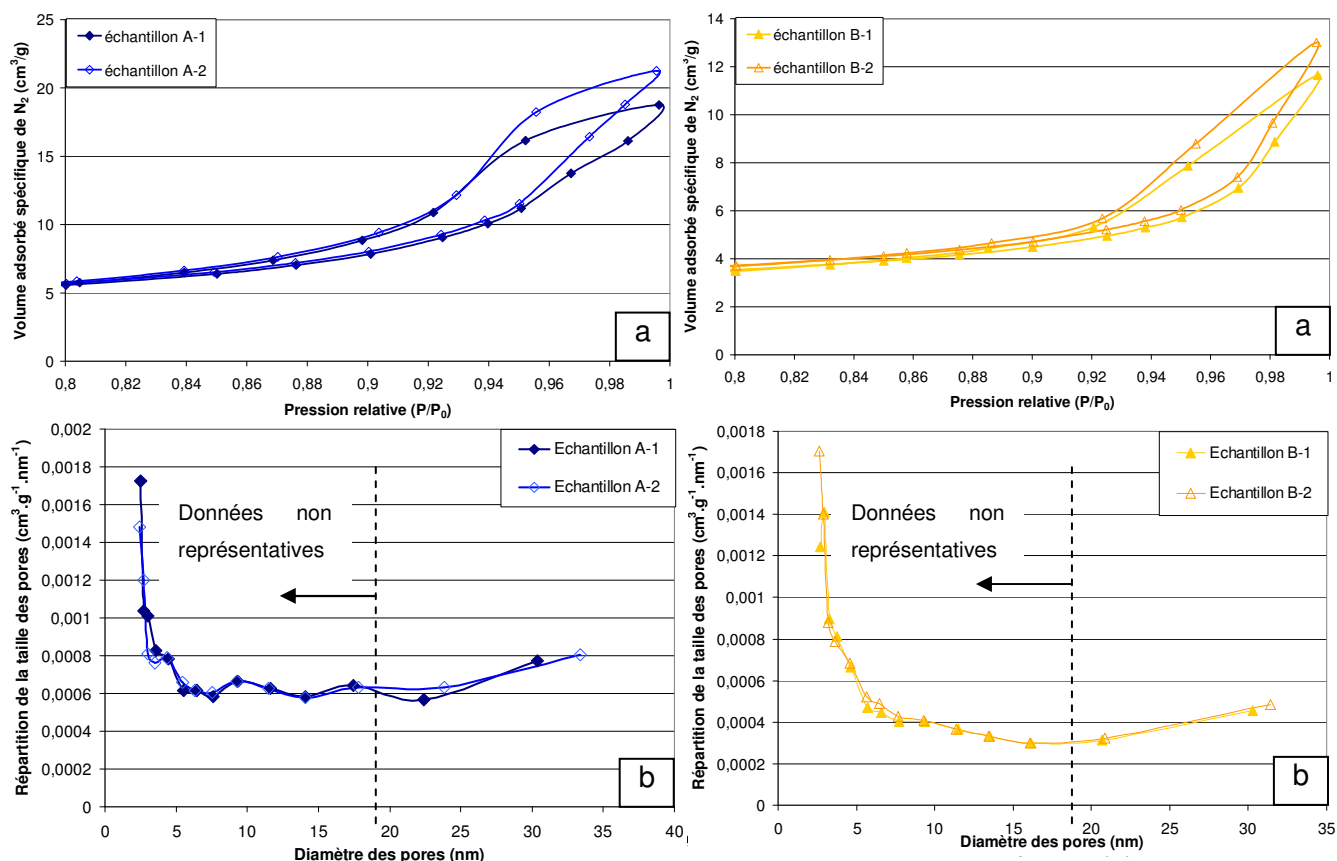 Volume adsorbé spécifique de N₂ (cm³/g)
25
20
15
10
5
0
échantillon A-1
échantillon A-2
a
0,8 0,82 0,84 0,86 0,88 0,9 0,92 0,94 0,96 0,98 1
Pression relative (P/P₀)
Volume adsorbé spécifique de N₂ (cm³/g)
14
12
10
8
6
4
2
0
échantillon B-1
échantillon B-2
a
0,8 0,82 0,84 0,86 0,88 0,9 0,92 0,94 0,96 0,98 1
Pression relative (P/P₀)
Répartition de la taille des pores (cm³.g⁻¹.nm⁻¹)
0,002
0,0018
0,0016
0,0014
0,0012
0,001
0,0008
0,0006
0,0004
0,0002
0
Echantillon A-1
Echantillon A-2
Données non
représentatives
b
0 5 10 15 20 25 30 35 40
Diamètre des pores (nm)
Répartition de la taille des pores (cm³.g⁻¹.nm⁻¹)
0,0018
0,0016
0,0014
0,0012
0,001
0,0008
0,0006
0,0004
0,0002
0
Echantillon B-1
Echantillon B-2
Données non
représentatives
b
0 5 10 15 20 25 30 35
Diamètre des pores (nm)